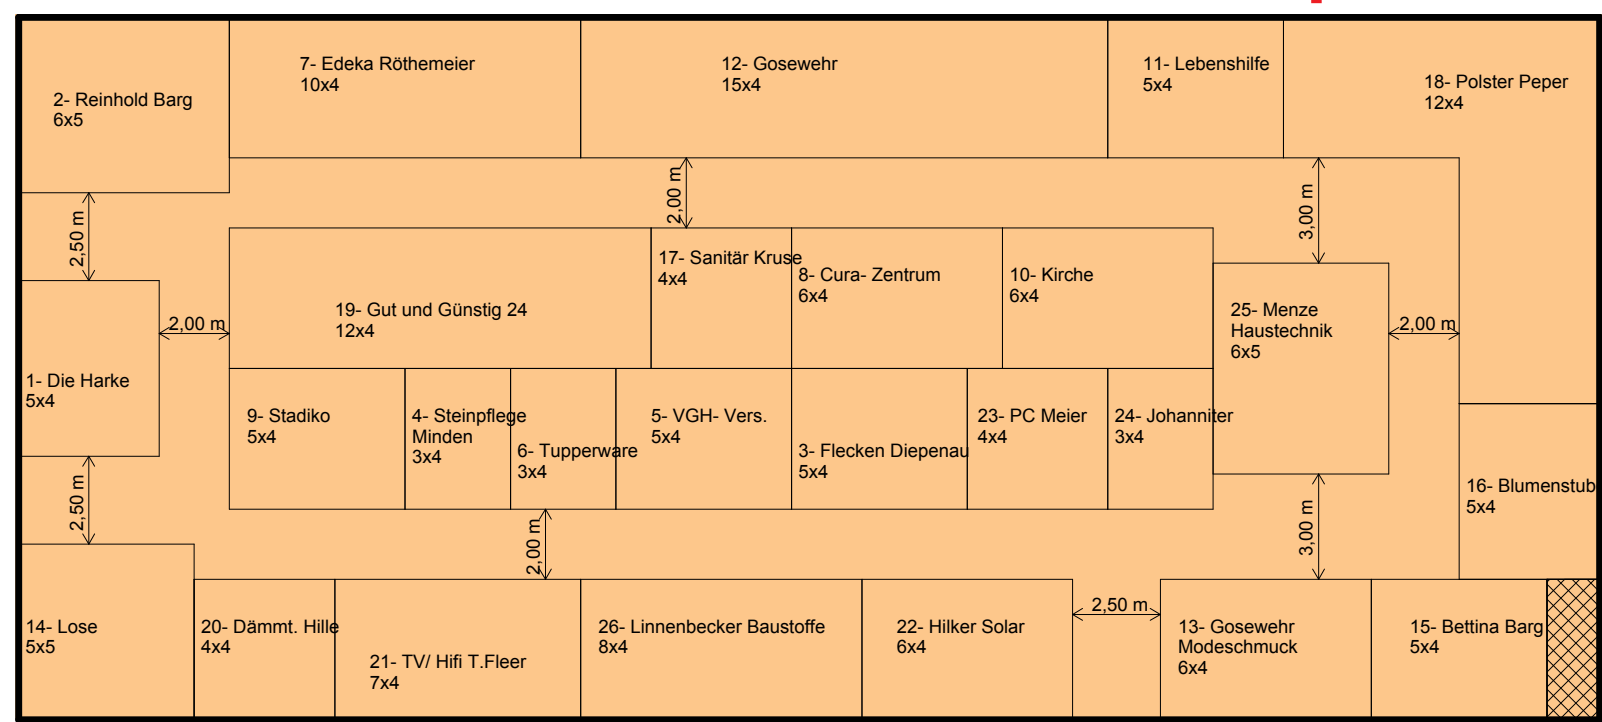 7- Edeka Röthemeier
10x4
12- Gosewehr
15x4
11- Lebenshilfe
5x4
18- Polster Peper
12x4
2- Reinhold Barg
6x5
2,00 m
3,00 m
2,50 m
17- Sanitär Kruse
4x4
8- Cura- Zentrum
6x4
10- Kirche
6x4
19- Gut und Günstig 24
12x4
25- Menze
Haustechnik
6x5
2,00 m
2,00 m
1- Die Harke
5x4
9- Stadiko
5x4
4- Steinpflege
Minden
3x4
6- Tupperware
3x4
5- VGH- Vers.
5x4
3- Flecken Diepenau
5x4
23- PC Meier
4x4
24- Johanniter
3x4
16- Blumenstub
5x4
2,50 m
2,00 m
3,00 m
2,50 m
14- Lose
5x5
20- Dämmt. Hille
4x4
21- TV/ Hifi T.Fleer
7x4
26- Linnenbecker Baustoffe
8x4
22- Hilker Solar
6x4
13- Gosewehr
Modeschmuck
6x4
15- Bettina Barg
5x4